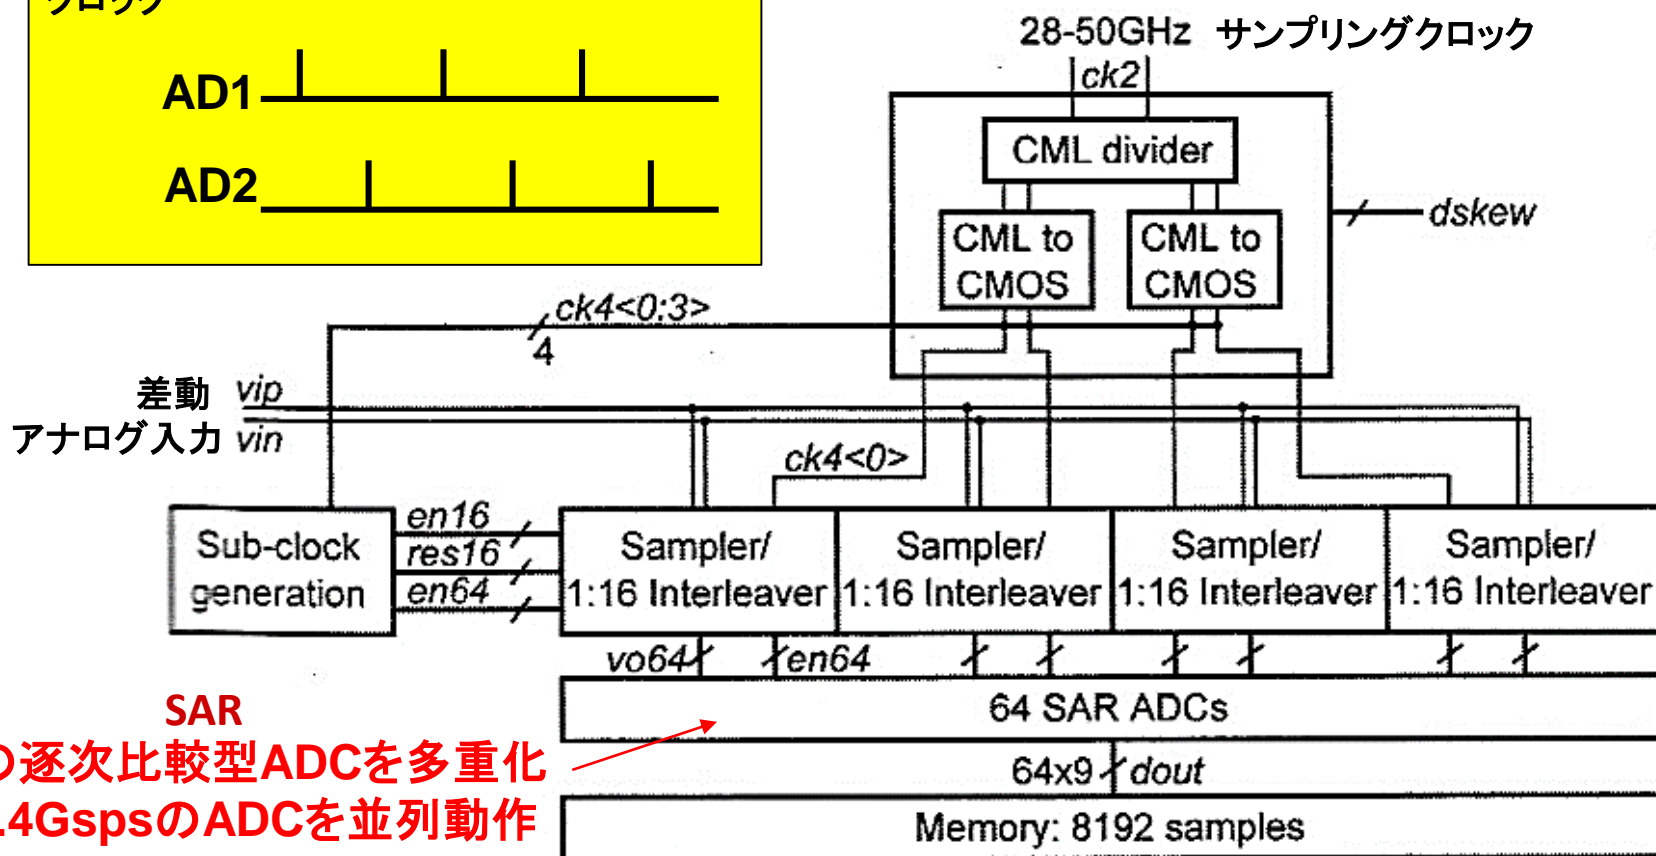 クロック
AD1
AD2
28-50GHz サンプリングクロック
ck2
CML divider
CML to
CMOS
CML to
CMOS
dskew
ck4<0:3>
4
差動 vip
アナログ入力 vin
ck4<0>
Sub-clock
generation
en16
res16
en64
Sampler/
1:16 Interleaver
Sampler/
1:16 Interleaver
Sampler/
1:16 Interleaver
Sampler/
1:16 Interleaver
vo64
en64
64 SAR ADCs
SAR
の逐次比較型ADCを多重化
.4GspsのADCを並列動作
64x9
dout
Memory: 8192 samples